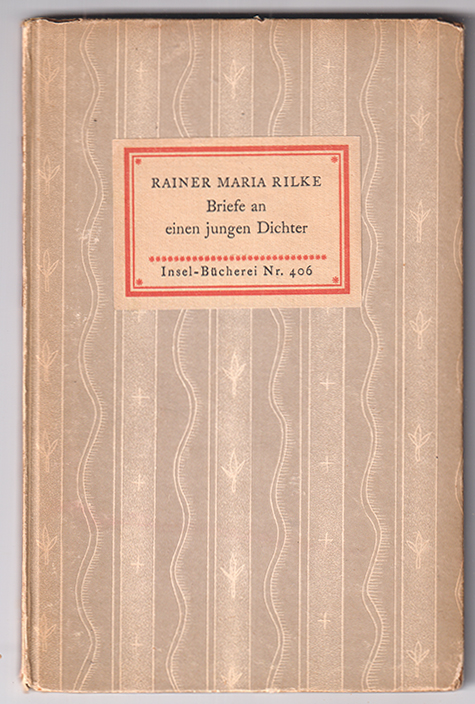 RAINER MARIA RILKE
Briefe an
einen jungen Dichter
Insel-Bücherei Nr. 406